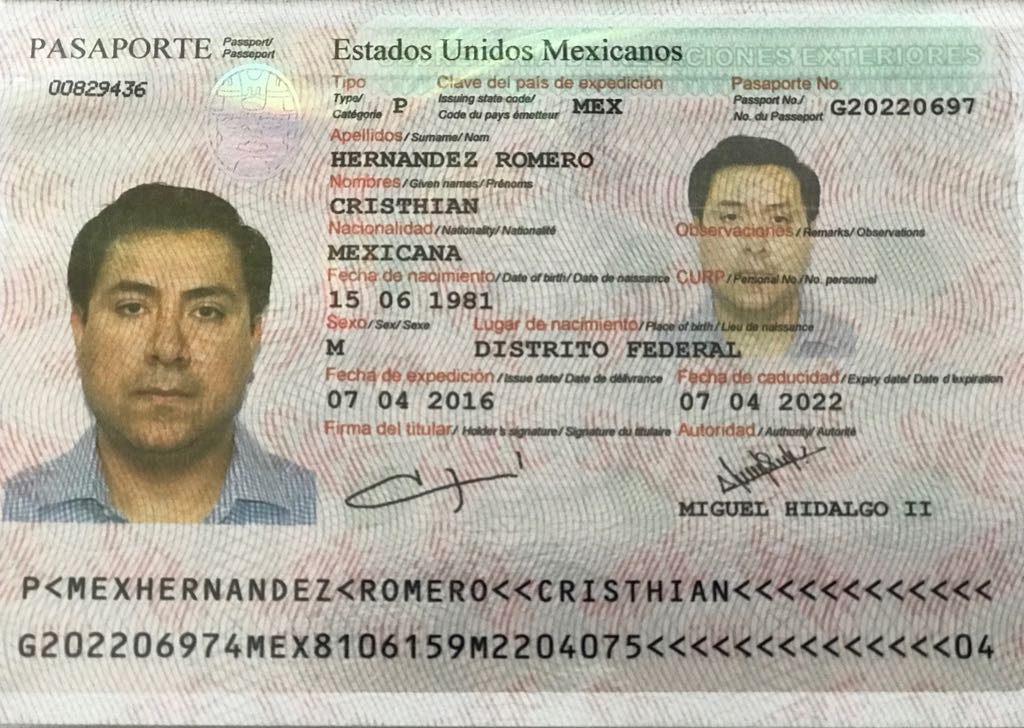 PASAPORTE Passport/ Passeport
00829436
Estados Unidos Mexicanos
CIONES EXTERIORES
Tipo Clave del país de expedición Pasaporte No.
Type/ Catégorie P Issuing state code/ Code du pays émetteur MEX Passport No./ No. du Passeport G20220697
Apellidos/Surname/Nom
HERNANDEZ ROMERO
Nombres/Given names/Prénoms
CRISTHIAN
Nacionalidad/Nationality/Nationalité Observaciones/Remarks/Observations
MEXICANA
Fecha de nacimiento/Date of birth/Date de naissance CURP/Personal No./No. personnel
15 06 1981
Sexo/Sex/Sexe Lugar de nacimiento/Place of birth/Lieu de naissance
M DISTRITO FEDERAL
Fecha de expedición/Issue date/Date de délivrance Fecha de caducidad/Expiry date/Date d'expiration
07 04 2016 07 04 2022
Firma del titular/Holder's signature/Signature du titulaire Autoridad/Authority/Autorité
MIGUEL HIDALGO II
P<MEXHERNANDEZ<ROMERO<<CRISTHIAN<<<<<<<<<<<<
G202206974MEX8106159M2204075<<<<<<<<<<<<<<04